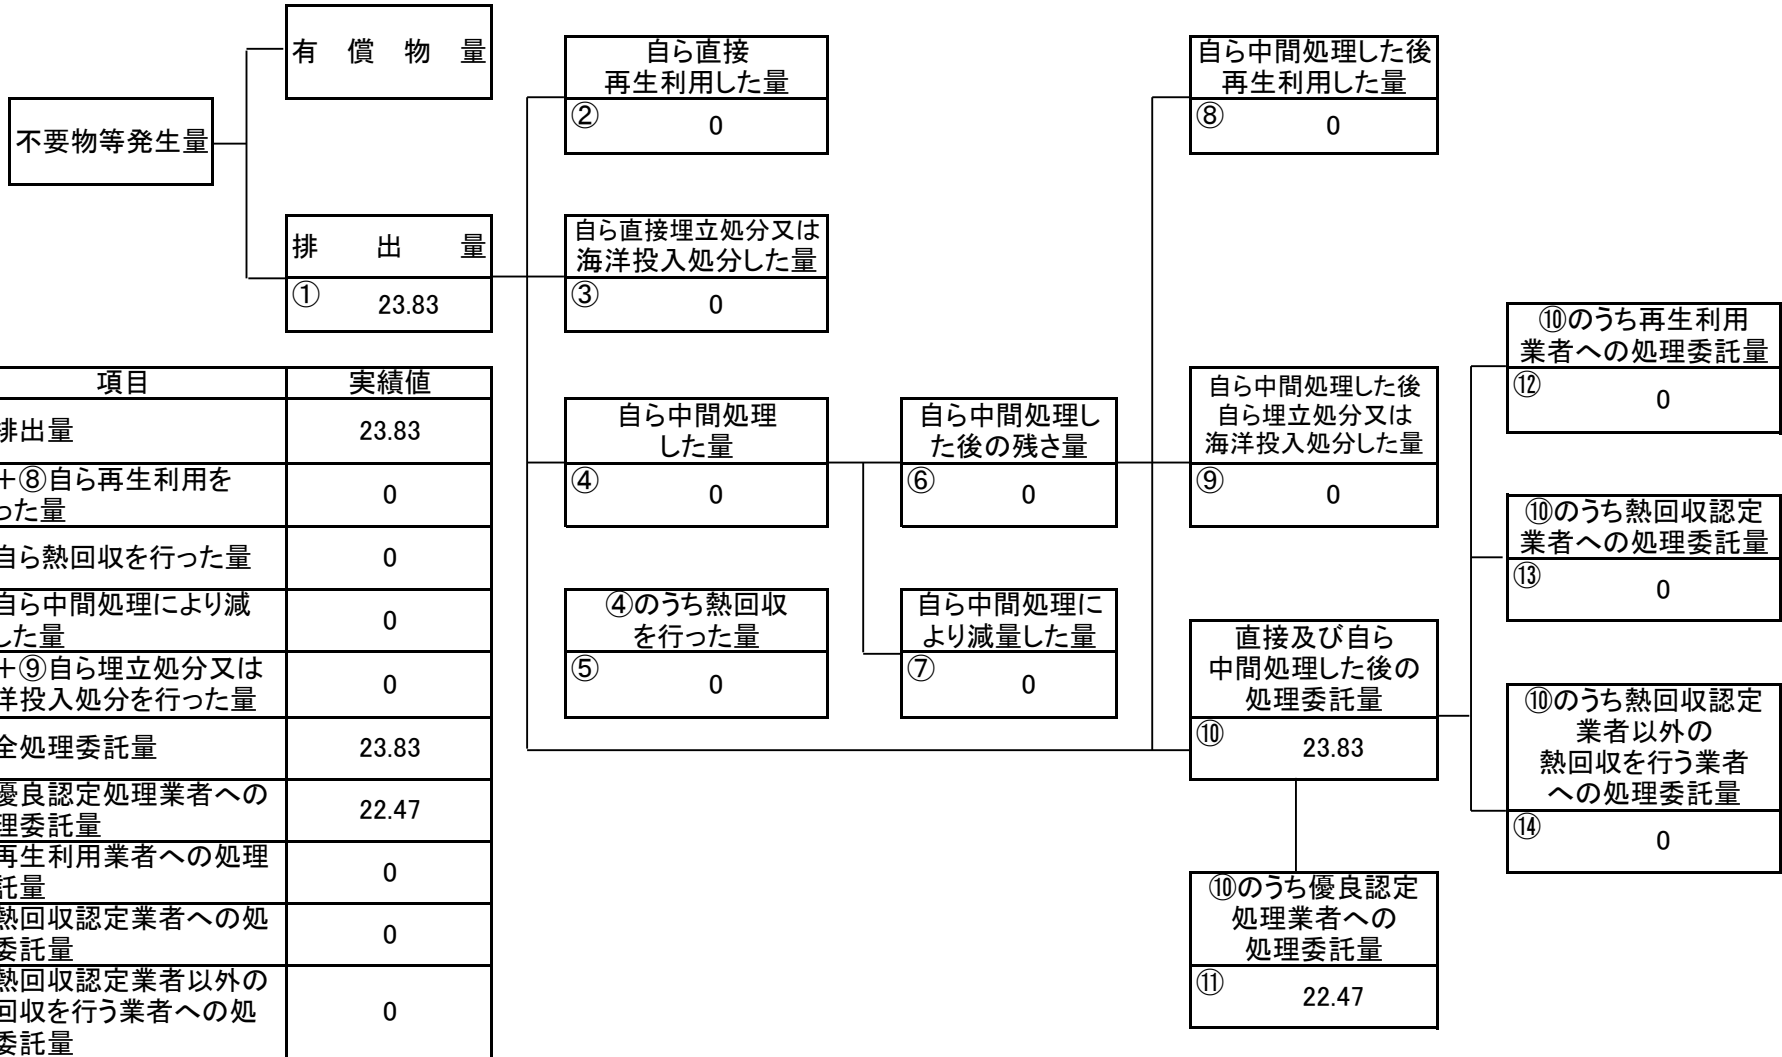 有 償 物 量
不要物等発生量
排 出 量
① 23.83
自ら直接
再生利用した量
② 0
自ら直接埋立処分又は
海洋投入処分した量
③ 0
自ら中間処理
した量
④ 0
④のうち熱回収
を行った量
⑤ 0
自ら中間処理し
た後の残さ量
⑥ 0
自ら中間処理に
より減量した量
⑦ 0
自ら中間処理した後
再生利用した量
⑧ 0
自ら中間処理した後
自ら埋立処分又は
海洋投入処分した量
⑨ 0
直接及び自ら
中間処理した後の
処理委託量
⑩ 23.83
⑩のうち優良認定
処理業者への
処理委託量
⑪ 22.47
⑩のうち再生利用
業者への処理委託量
⑫ 0
⑩のうち熱回収認定
業者への処理委託量
⑬ 0
⑩のうち熱回収認定
業者以外の
熱回収を行う業者
への処理委託量
⑭ 0
項目 実績値
排出量 23.83
+⑧自ら再生利用を
った量 0
自ら熱回収を行った量 0
自ら中間処理により減
した量 0
+⑨自ら埋立処分又は
洋投入処分を行った量 0
全処理委託量 23.83
優良認定処理業者への
理委託量 22.47
再生利用業者への処理
託量 0
熱回収認定業者への処
委託量 0
熱回収認定業者以外の
回収を行う業者への処
委託量 0